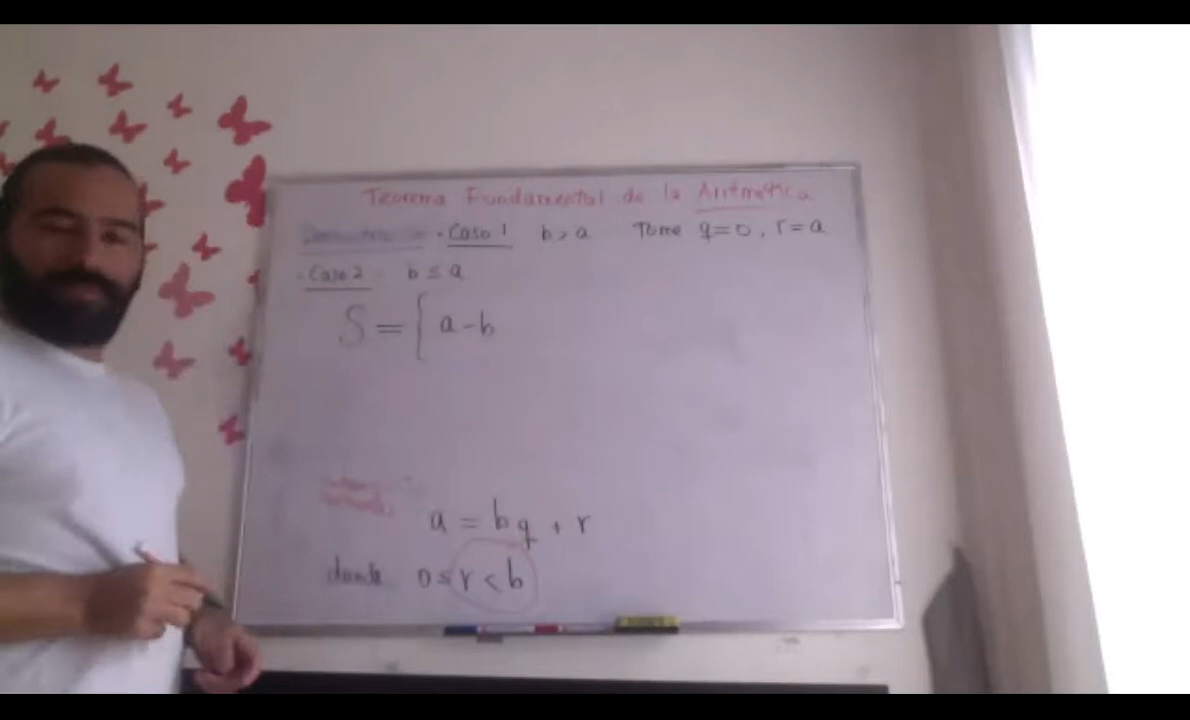 Teorema Fundamental de la Aritmética
· Caso 1 b > a Tome q=0, r=a
· Caso 2 b ≤ a
S = { a - b
a = bq + r
donde 0 ≤ r < b